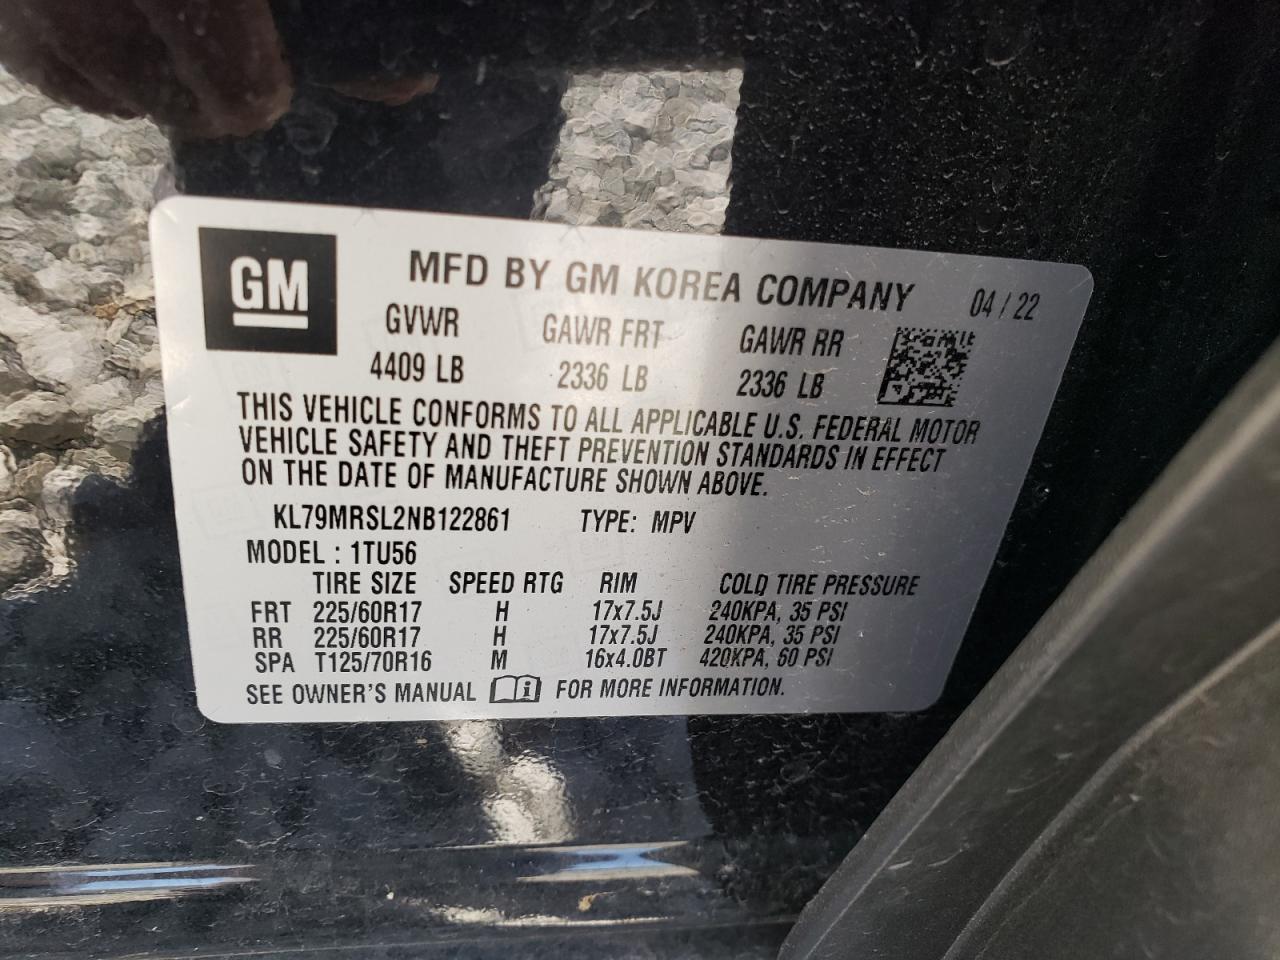 GM
MFD BY GM KOREA COMPANY 04 / 22
GVWR GAWR FRT GAWR RR
4409 LB 2336 LB 2336 LB
THIS VEHICLE CONFORMS TO ALL APPLICABLE U.S. FEDERAL MOTOR
VEHICLE SAFETY AND THEFT PREVENTION STANDARDS IN EFFECT
ON THE DATE OF MANUFACTURE SHOWN ABOVE.
KL79MRSL2NB122861 TYPE: MPV
MODEL : 1TU56
TIRE SIZE SPEED RTG RIM COLD TIRE PRESSURE
FRT 225/60R17 H 17x7.5J 240KPA, 35 PSI
RR 225/60R17 H 17x7.5J 240KPA, 35 PSI
SPA T125/70R16 M 16x4.0BT 420KPA, 60 PSI
SEE OWNER'S MANUAL i FOR MORE INFORMATION.